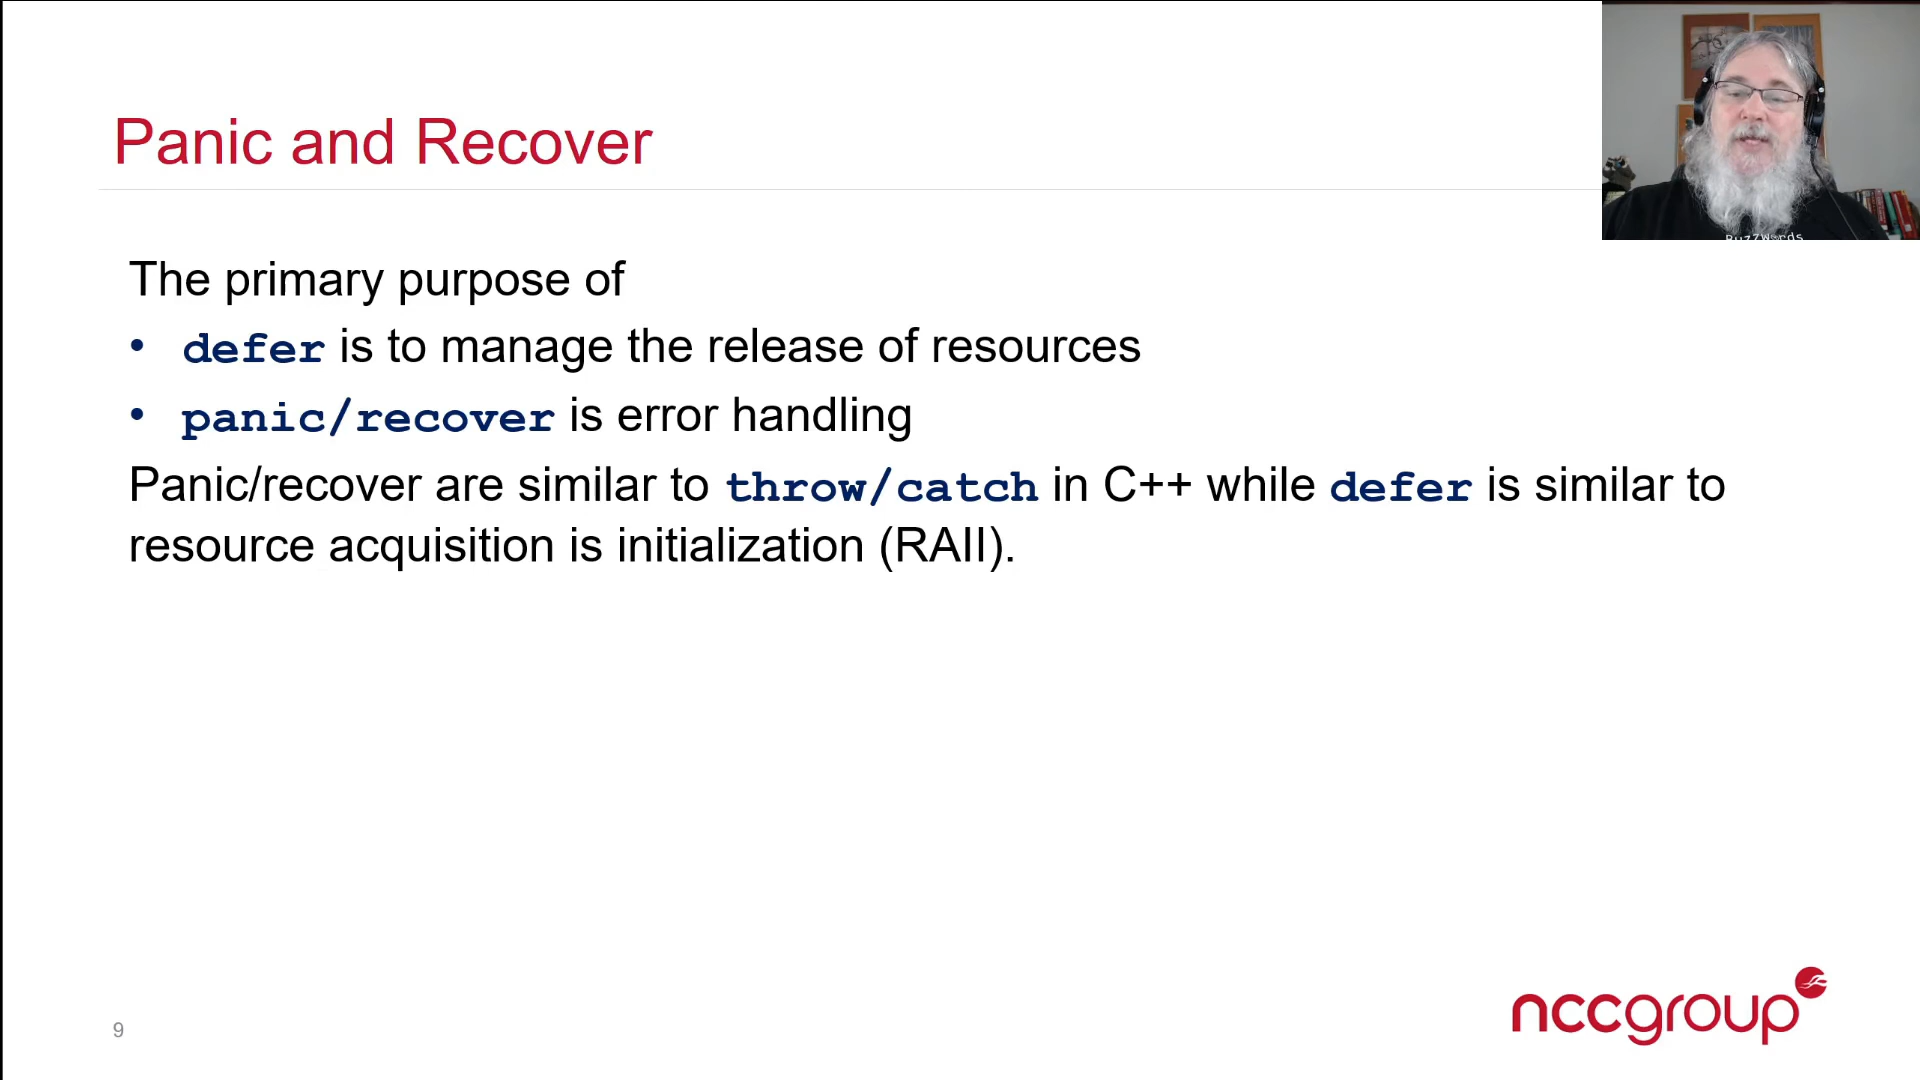 Panic and Recover
BuzzWords
The primary purpose of
• defer is to manage the release of resources
• panic/recover is error handling
Panic/recover are similar to throw/catch in C++ while defer is similar to
resource acquisition is initialization (RAII).
9
nccgroup